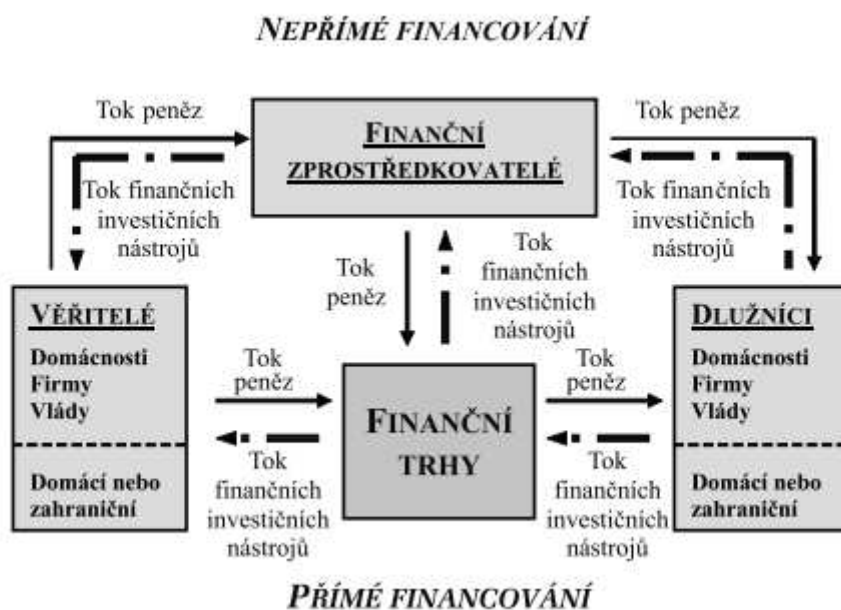 NEPŘÍMÉ FINANCOVÁNÍ
Tok peněz
FINANČNÍ
ZPROSTŘEDKOVATELÉ
Tok peněz
Tok finančních
investičních
nástrojů
Tok finančních
investičních
nástrojů
Tok
peněz
Tok
finančních
investičních
nástrojů
VĚŘITELÉ
Domácnosti
Firmy
Vlády
Domácí nebo
zahraniční
Tok
peněz
Tok
finančních
investičních
nástrojů
FINANČNÍ
TRHY
Tok
peněz
Tok
finančních
investičních
nástrojů
DLUŽNÍCI
Domácnosti
Firmy
Vlády
Domácí nebo
zahraniční
PŘÍMÉ FINANCOVÁNÍ